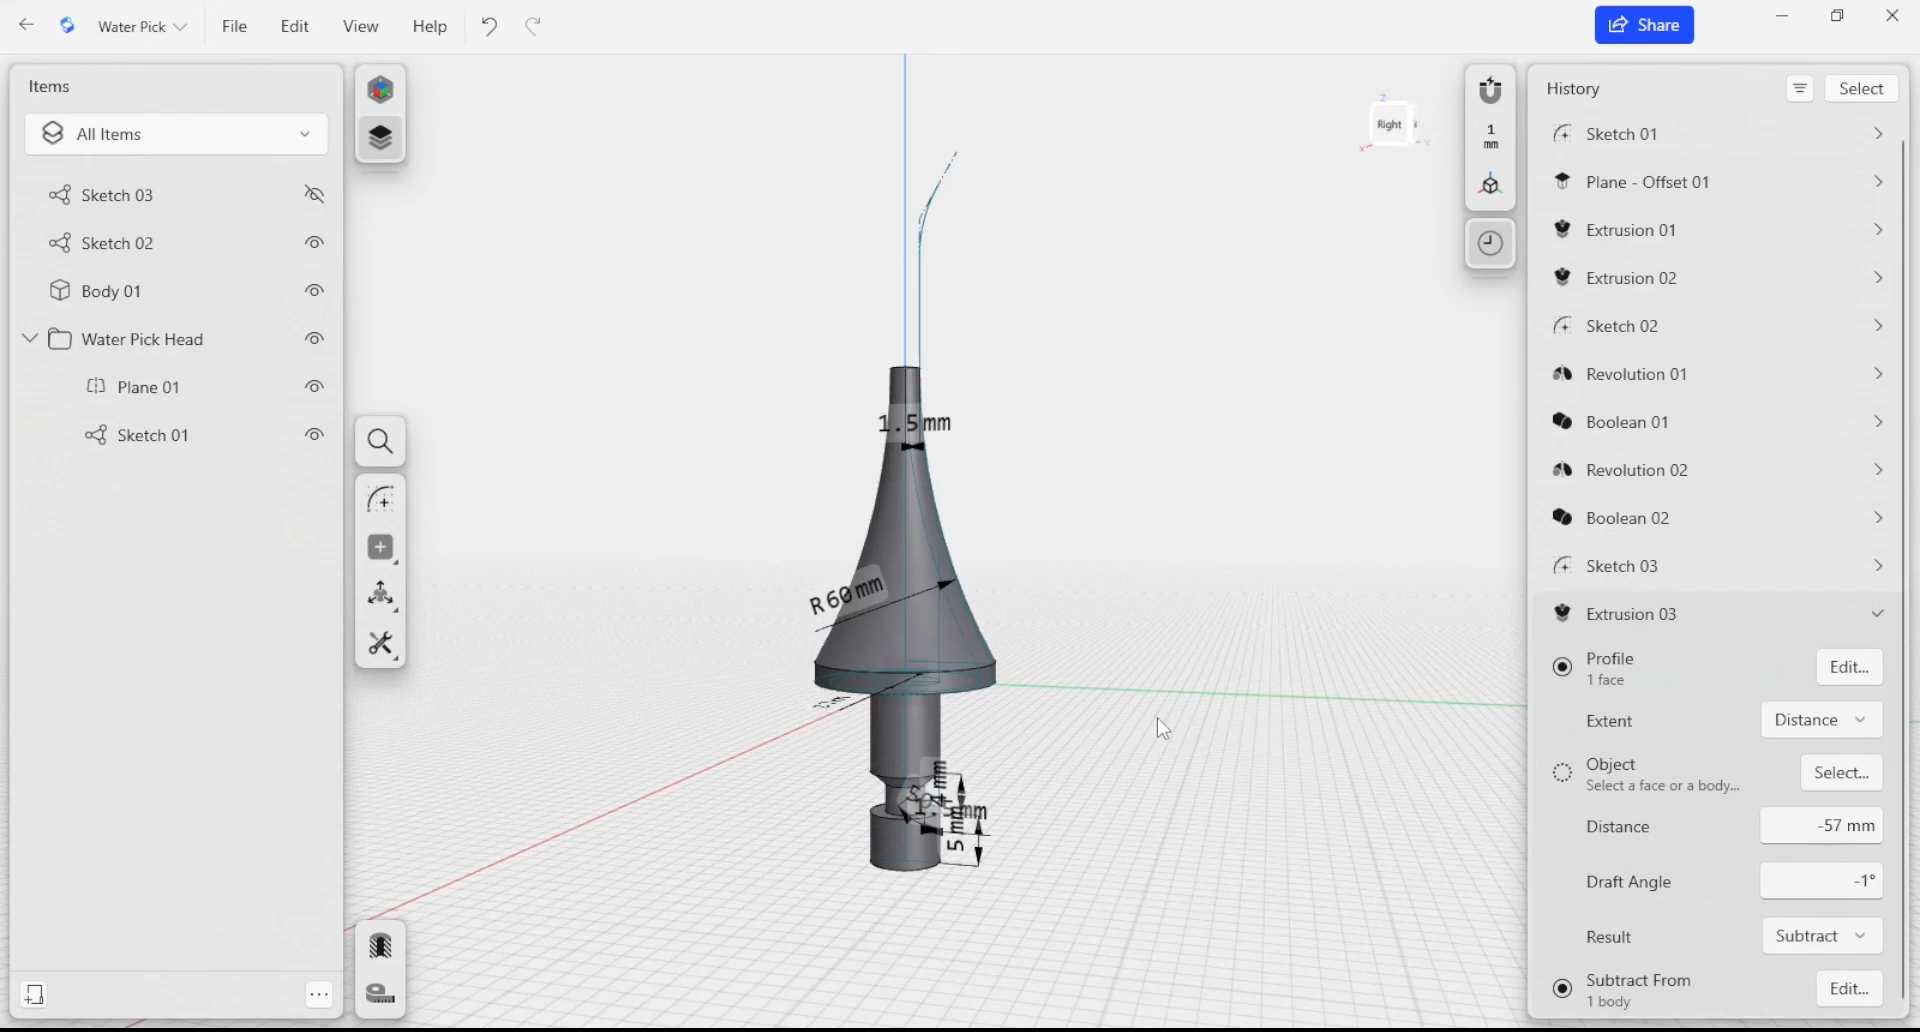 Water Pick
File
Edit
View
Help
Share
Items
All Items
Sketch 03
Sketch 02
Body 01
Water Pick Head
Plane 01
Sketch 01
1.5 mm
R 60 mm
5 mm
Z
Right
X
Y
1
mm
History
Select
Sketch 01
Plane - Offset 01
Extrusion 01
Extrusion 02
Sketch 02
Revolution 01
Boolean 01
Revolution 02
Boolean 02
Sketch 03
Extrusion 03
Profile
Edit...
1 face
Extent
Distance
Object
Select...
Select a face or a body...
Distance
-57 mm
Draft Angle
-1°
Result
Subtract
Subtract From
Edit...
1 body